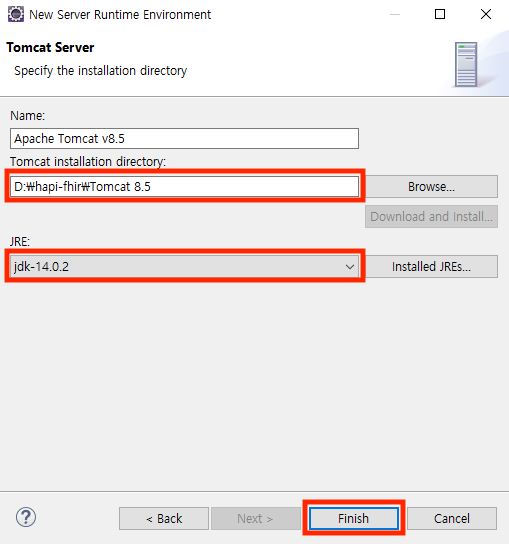 New Server Runtime Environment
Tomcat Server
Specify the installation directory
Name:
Apache Tomcat v8.5
Tomcat installation directory:
D:₩hapi-fhir₩Tomcat 8.5
Browse...
Download and Install...
JRE:
jdk-14.0.2
Installed JREs...
?
< Back
Next >
Finish
Cancel